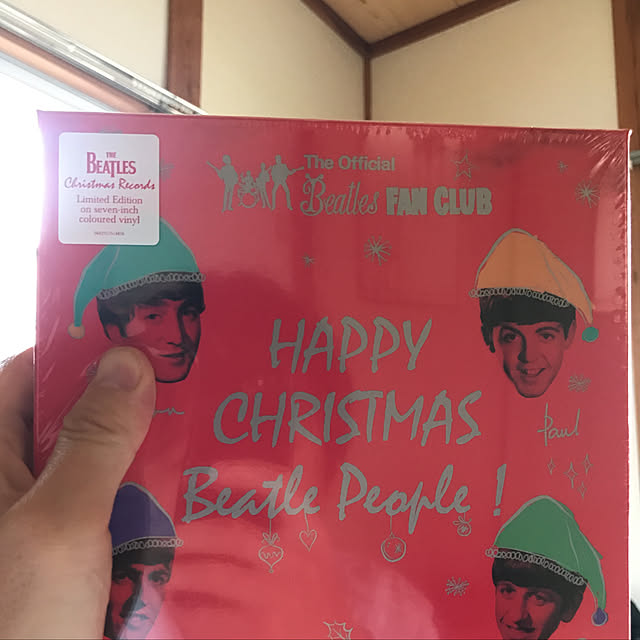 THE
BEATLES
Christmas Records
Limited Edition
on seven-inch
coloured vinyl
The Official
Beatles FAN CLUB
HAPPY
CHRISTMAS
Paul
Beatle People !